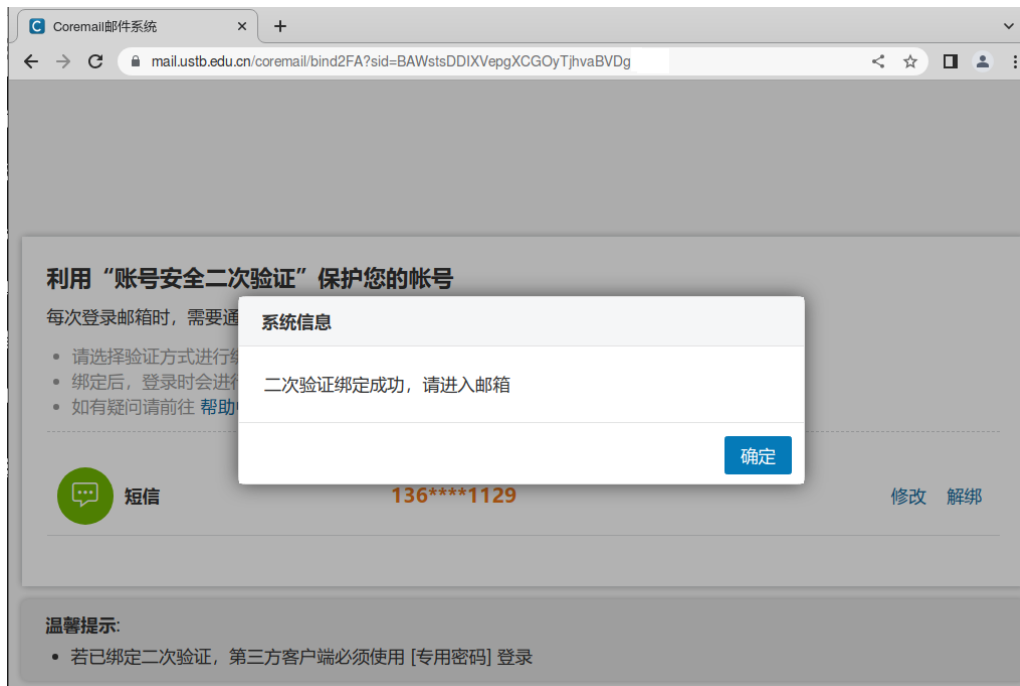 Coremail邮件系统
mail.ustb.edu.cn/coremail/bind2FA?sid=BAWstsDDIXVepgXCGOyTjhvaBVDg
利用“账号安全二次验证”保护您的帐号
每次登录邮箱时，需要通
系统信息
请选择验证方式进行
绑定后，登录时会进行
二次验证绑定成功，请进入邮箱
如有疑问请前往 帮助
确定
短信
136****1129
修改 解绑
温馨提示:
若已绑定二次验证，第三方客户端必须使用 [专用密码] 登录